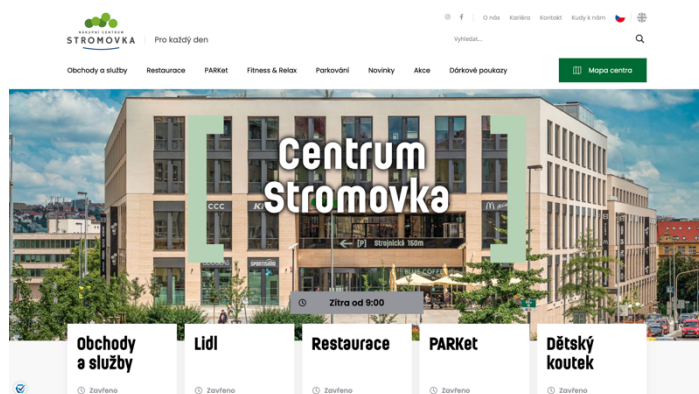 NÁKUPNÍ CENTRUM
STROMOVKA
Pro každý den
O nás Kariéra Kontakt Kudy k nám
Vyhledat...
Obchody a služby Restaurace PARKet Fitness & Relax Parkování Novinky Akce Dárkové poukazy
Mapa centra
Centrum
Stromovka
CCC
[P] Strojnická 150m
Zítra od 9:00
Obchody
a služby
Lidl
Restaurace
PARKet
Dětský
koutek
Zavřeno
Zavřeno
Zavřeno
Zavřeno
Zavřeno